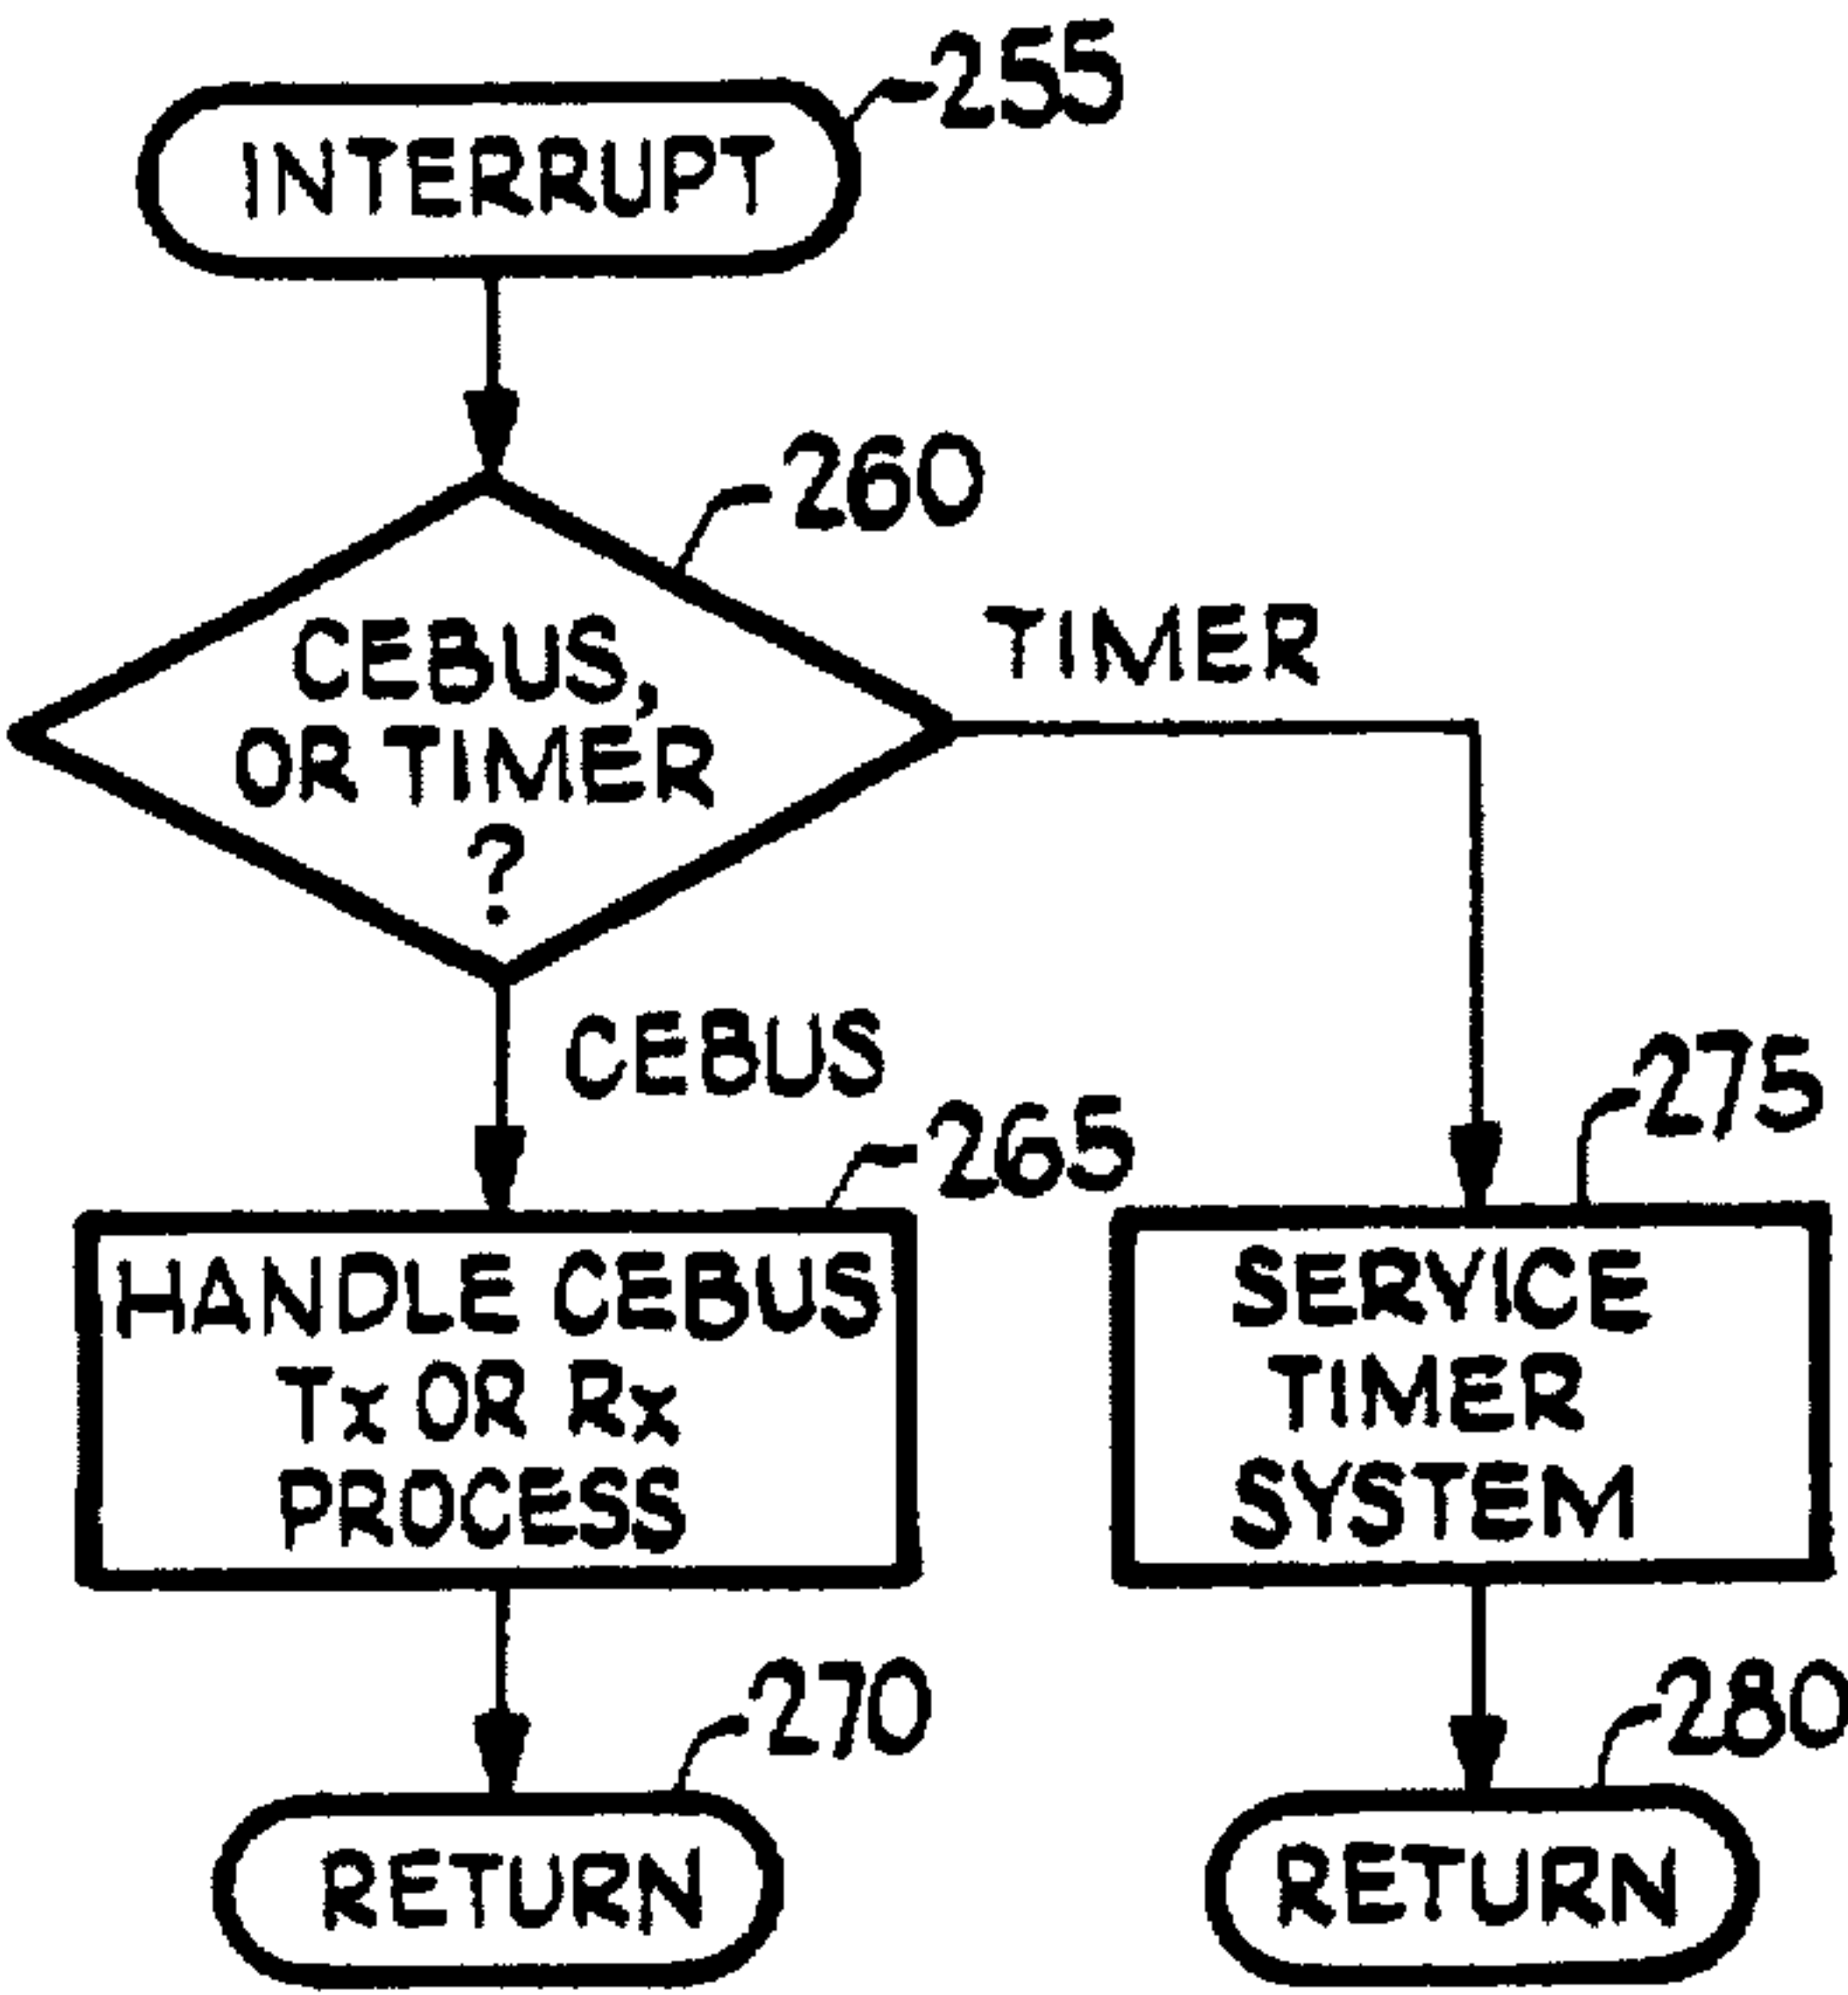 255
INTERRUPT
260
CEBUS,
OR TIMER
?
TIMER
CEBUS
265
275
HANDLE CEBUS
Tx OR Rx
PROCESS
SERVICE
TIMER
SYSTEM
270
280
RETURN
RETURN